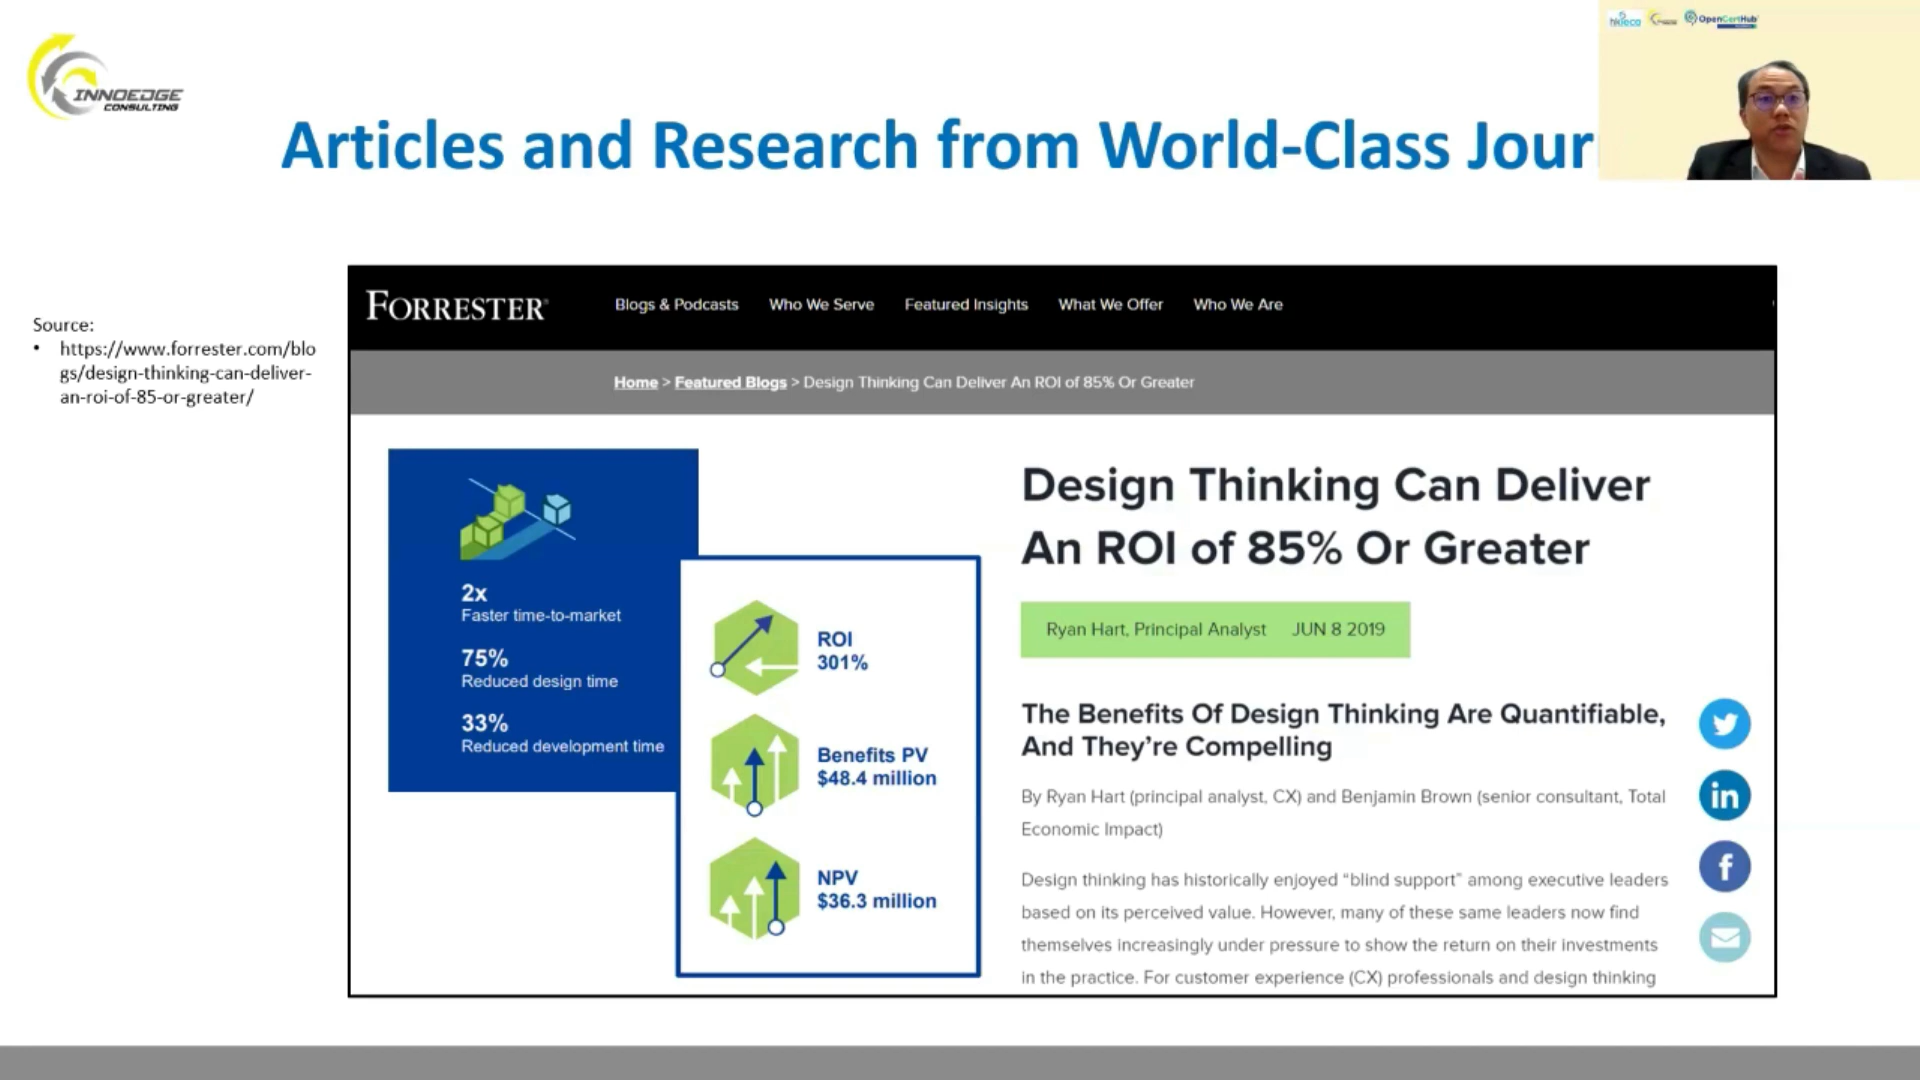 INNOEDGE
CONSULTING
Articles and Research from World-Class Jour
OpenCertHub
Source:
• https://www.forrester.com/blo
gs/design-thinking-can-deliver-
an-roi-of-85-or-greater/
FORRESTER
Blogs & Podcasts Who We Serve Featured Insights What We Offer Who We Are
Home > Featured Blogs > Design Thinking Can Deliver An ROI of 85% Or Greater
2x
Faster time-to-market
75%
Reduced design time
33%
Reduced development time
ROI
301%
Benefits PV
$48.4 million
NPV
$36.3 million
Design Thinking Can Deliver
An ROI of 85% Or Greater
Ryan Hart, Principal Analyst JUN 8 2019
The Benefits Of Design Thinking Are Quantifiable,
And They're Compelling
By Ryan Hart (principal analyst, CX) and Benjamin Brown (senior consultant, Total
Economic Impact)
Design thinking has historically enjoyed “blind support” among executive leaders
based on its perceived value. However, many of these same leaders now find
themselves increasingly under pressure to show the return on their investments
in the practice. For customer experience (CX) professionals and design thinking